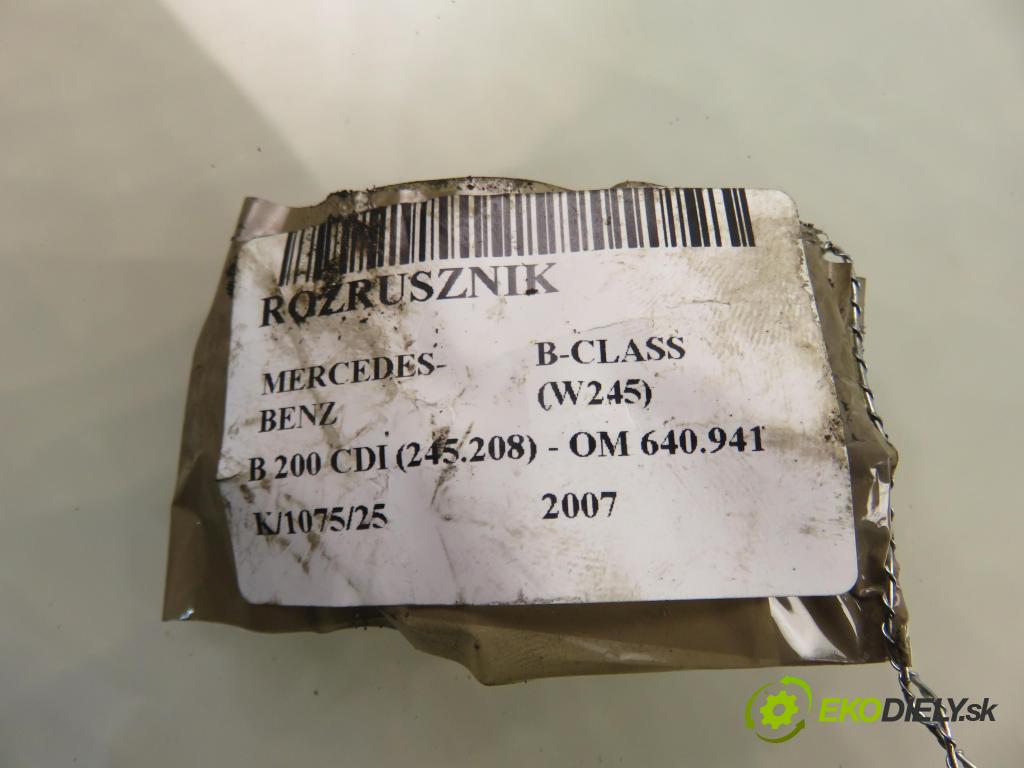 ROZRUSZNIK
MERCEDES-
BENZ
B-CLASS
(W245)
B 200 CDI (245.208) - OM 640.941
K/1075/25
2007
EKODIELY.sk